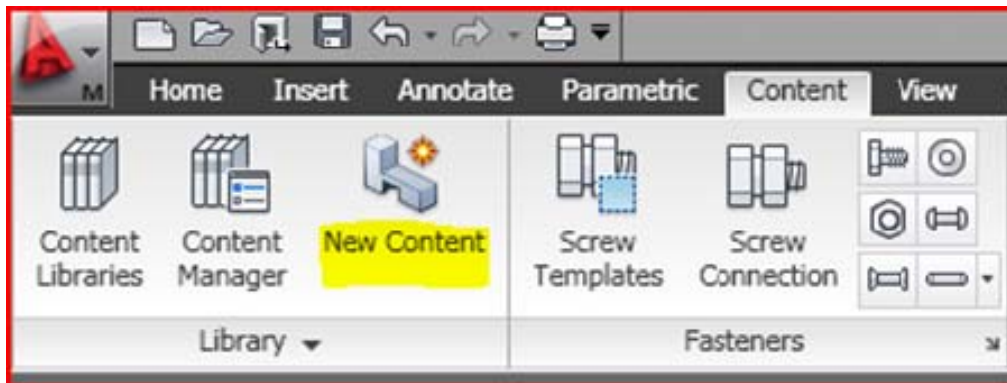 M
Home Insert Annotate Parametric Content View
Content Libraries
Content Manager
New Content
Screw Templates
Screw Connection
Library
Fasteners